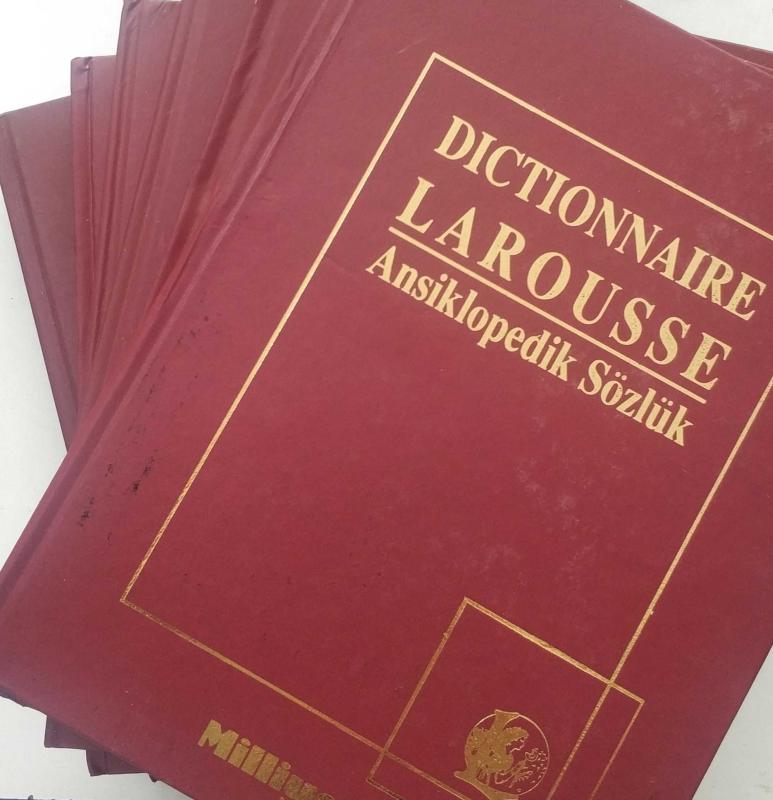 DICTIONNAIRE
LAROUSSE
Ansiklopedik Sözlük